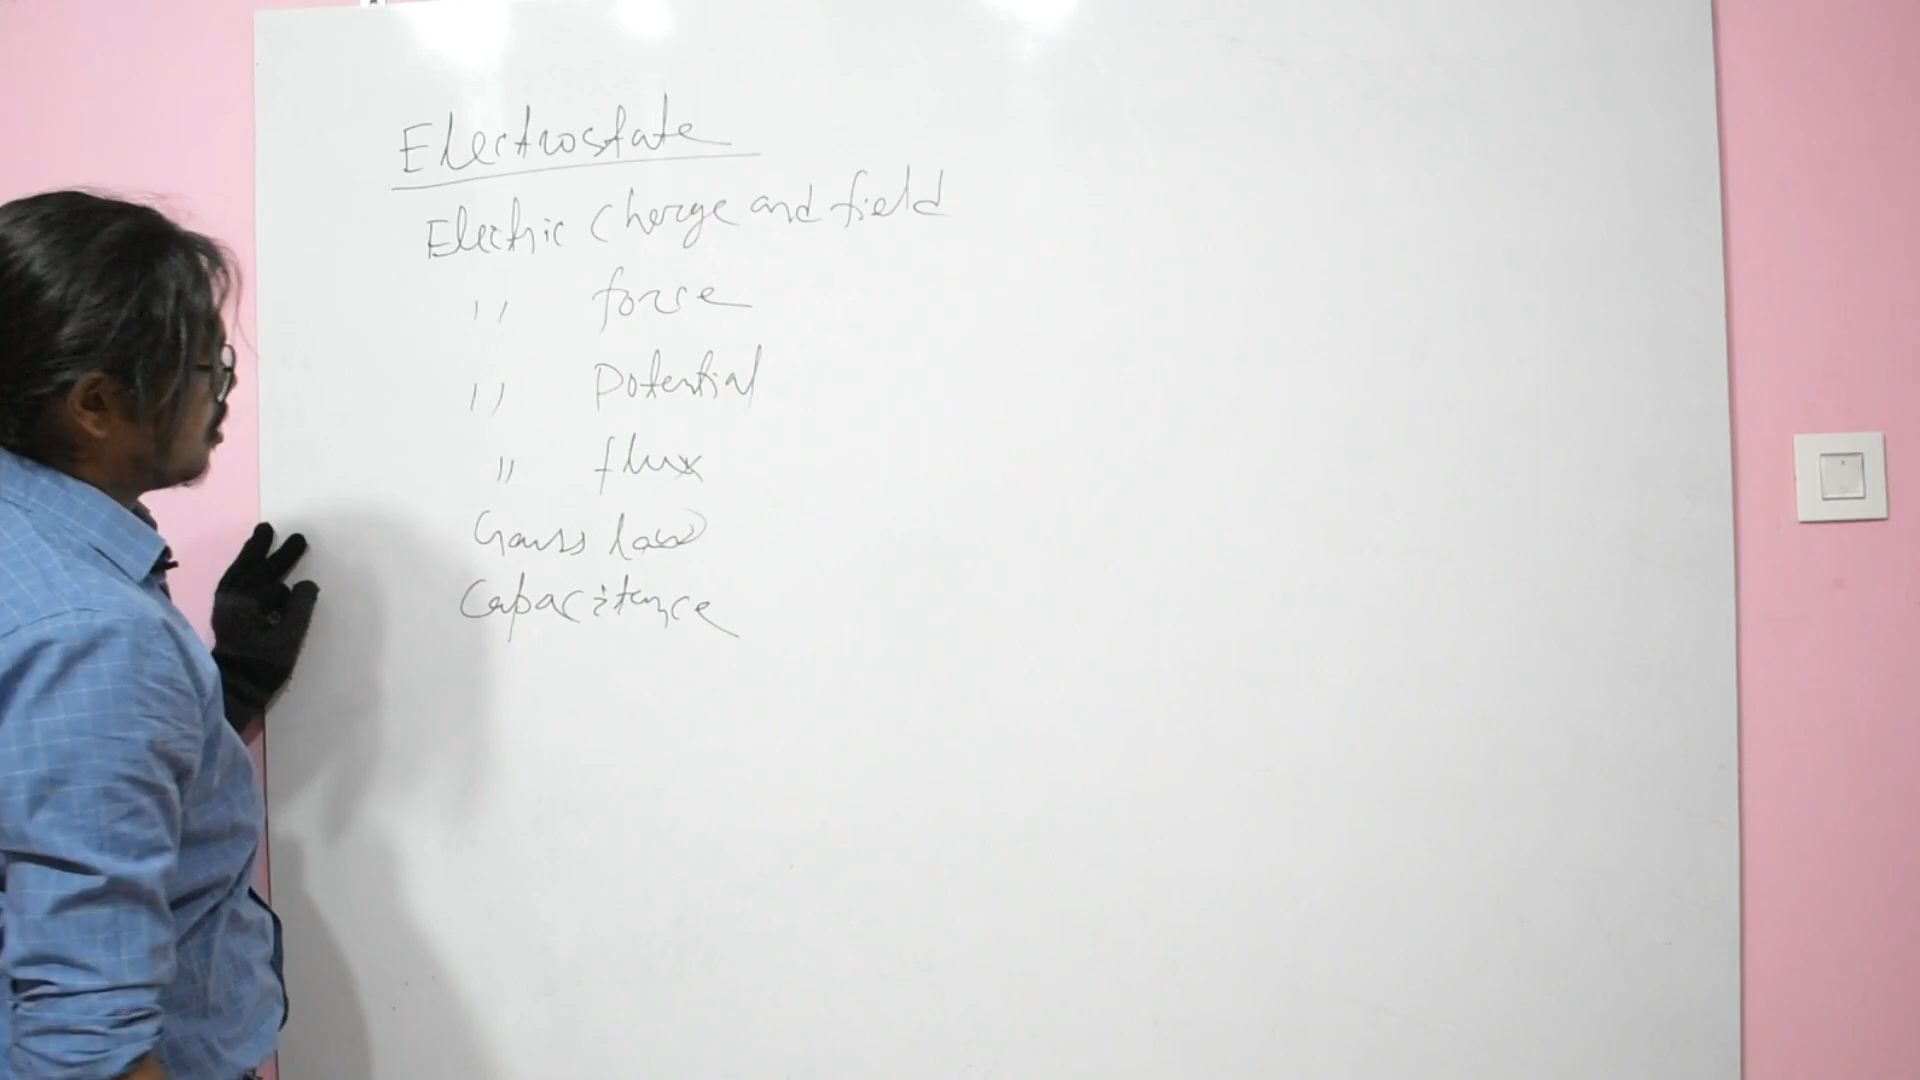 Electrostate
Electric Charge and field
" force
" Potential
" flux
Gauss law
Capacitance